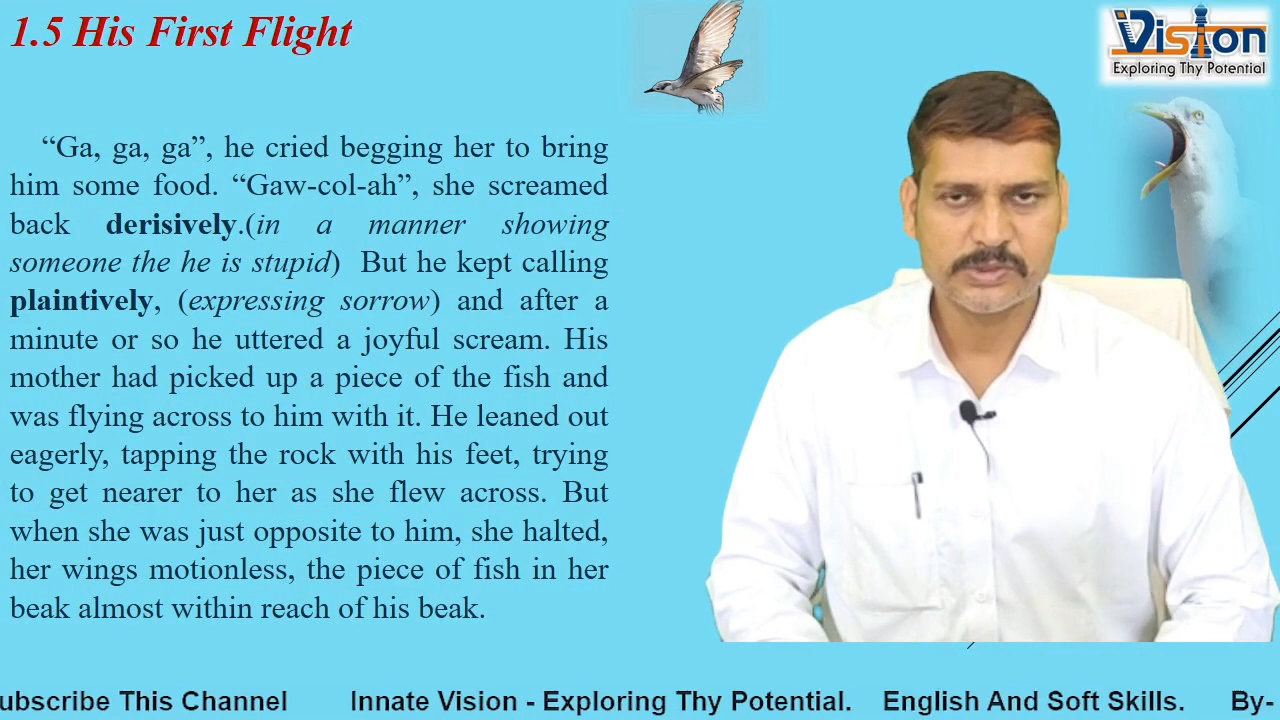 1.5 His First Flight
Vision
Exploring Thy Potential
“Ga, ga, ga”, he cried begging her to bring
him some food. “Gaw-col-ah”, she screamed
back derisively.(in a manner showing
someone the he is stupid)  But he kept calling
plaintively, (expressing sorrow) and after a
minute or so he uttered a joyful scream. His
mother had picked up a piece of the fish and
was flying across to him with it. He leaned out
eagerly, tapping the rock with his feet, trying
to get nearer to her as she flew across. But
when she was just opposite to him, she halted,
her wings motionless, the piece of fish in her
beak almost within reach of his beak.
ubscribe This Channel Innate Vision - Exploring Thy Potential. English And Soft Skills. By-